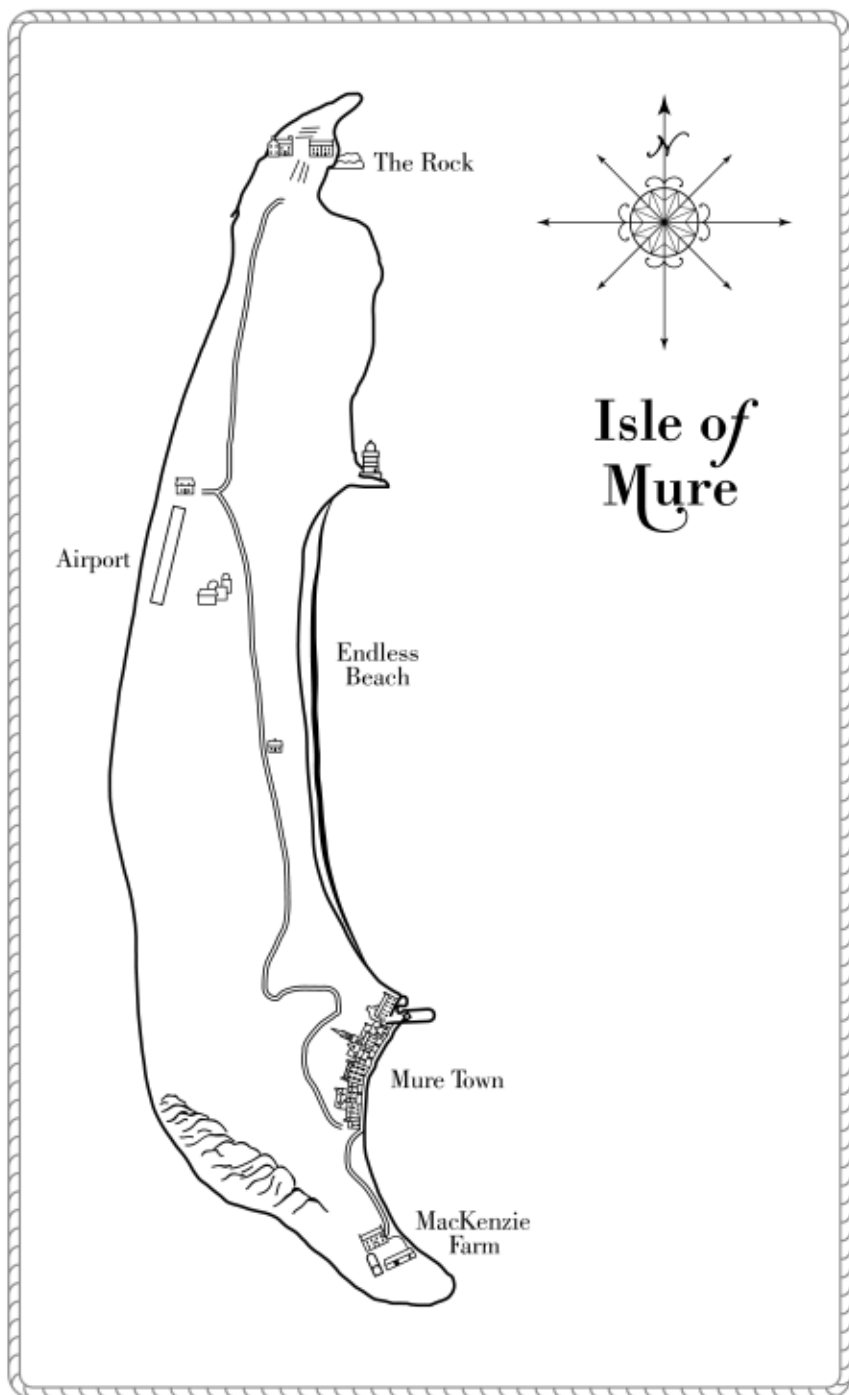 N
The Rock
Isle of
Mure
Airport
Endless
Beach
Mure Town
MacKenzie
Farm